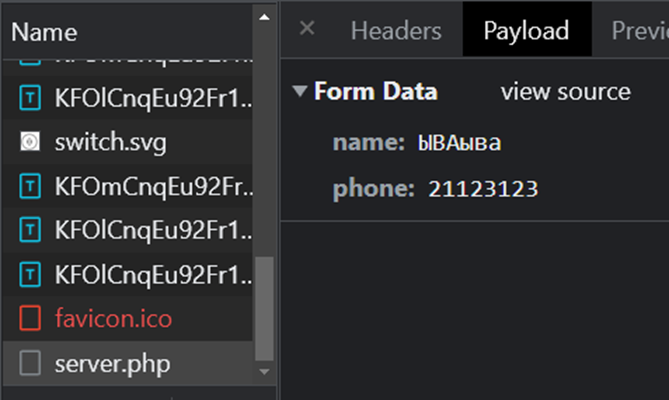 Name
KFOlCnqEu92Fr1...
switch.svg
KFOmCnqEu92Fr...
KFOlCnqEu92Fr1...
KFOlCnqEu92Fr1...
favicon.ico
server.php
× Headers Payload Previ
Form Data view source
name: ЫВАыва
phone: 21123123